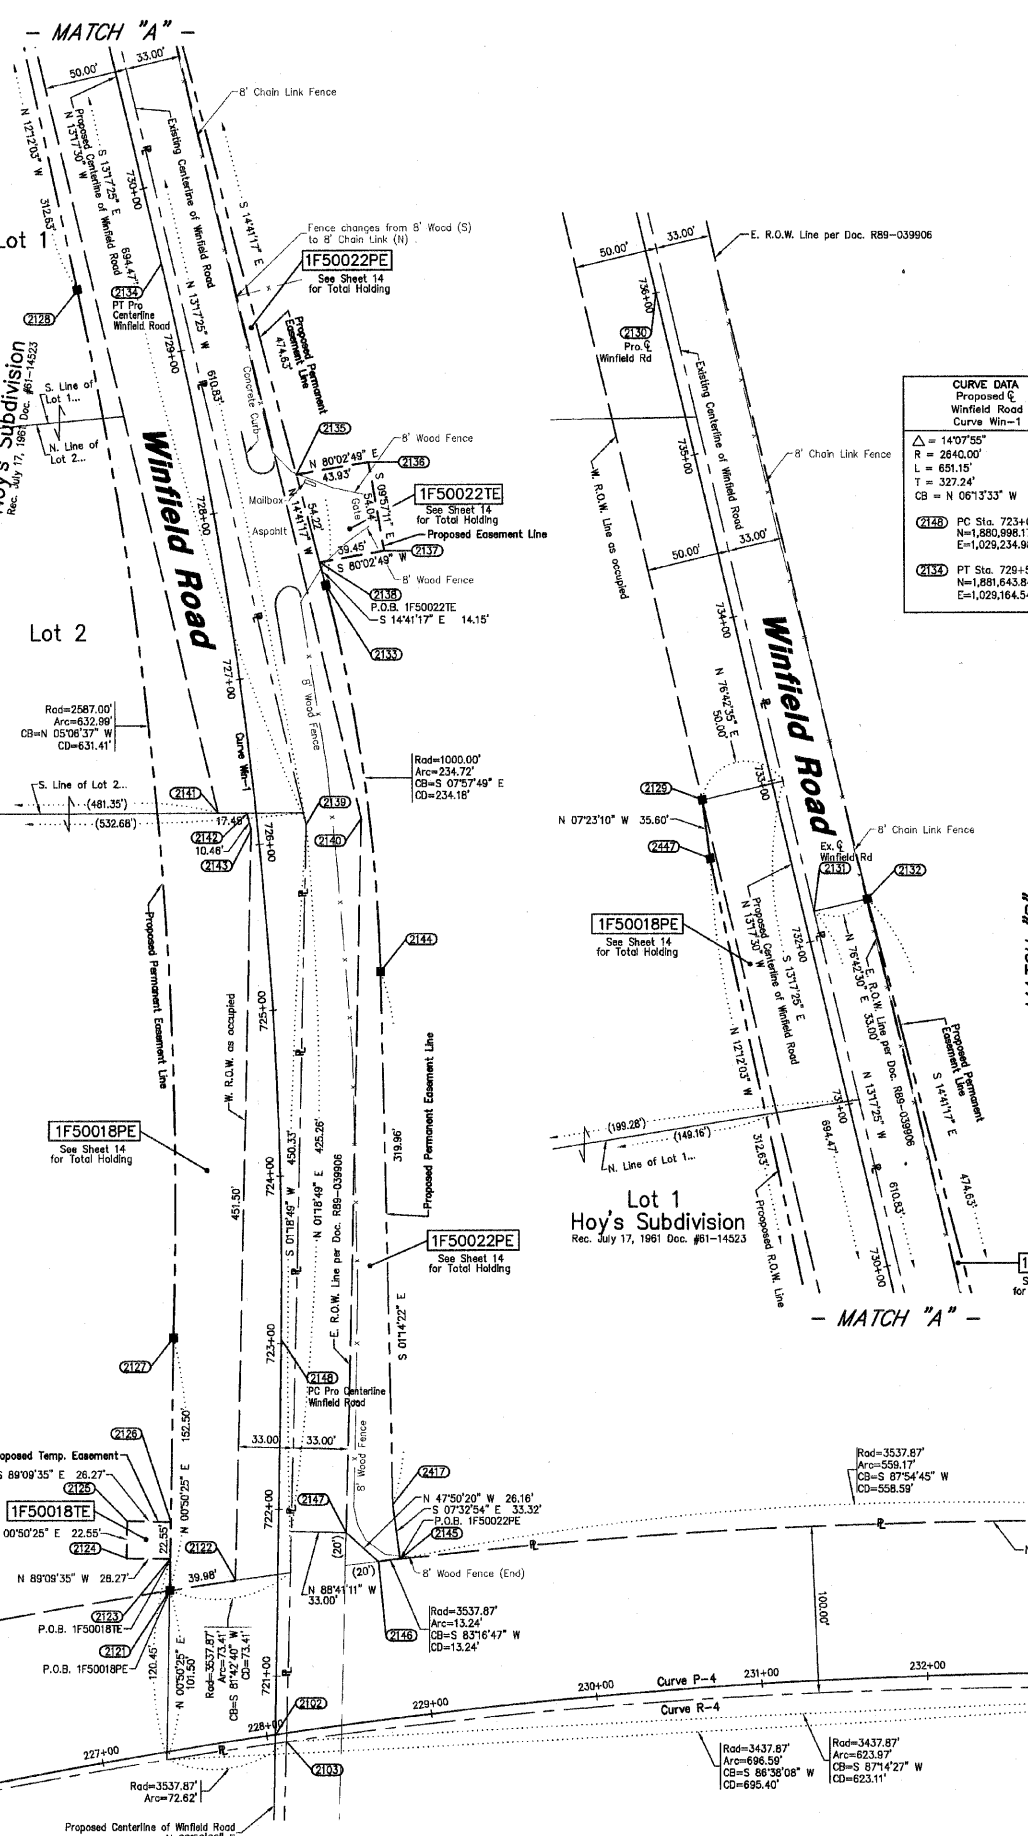 - MATCH "A" -
50.00'
33.00'
8' Chain Link Fence
N 12°12'03" W
312.63'
Proposed Centerline of Winfield Road
N 13°17'30" W
S 13°17'25" E
694.47'
730+00
Existing Centerline of Winfield Road
N 13°17'25" W
610.83'
S 14°41'17" E
Fence changes from 8' Wood (S)
to 8' Chain Link (N)
1F50022PE
See Sheet 14
for Total Holding
Lot 1
2128
2134
PT Pro
Centerline
Winfield Road
729+00
Proposed Permanent
Easement Line
474.63'
Hoy's Subdivision
Rec. July 17, 1961 Doc. #61-14523
S. Line of
Lot 1...
N. Line of
Lot 2...
Concrete Curb
2135
8' Wood Fence
N 80°02'49" E
43.93'
2136
Winfield Road
728+00
Mailbox
Asphalt
N 14°41'17" W
54.22'
S 09°57'11" E
54.04'
Gate
1F50022TE
See Sheet 14
for Total Holding
Proposed Easement Line
39.45'
S 80°02'49" W
2137
8' Wood Fence
2138
P.O.B. 1F50022TE
S 14°41'17" E 14.15'
2133
Lot 2
727+00
8' Wood Fence
Rad=2587.00'
Arc=632.99'
CB=N 05°06'37" W
CD=631.41'
Curve Win-1
Rad=1000.00'
Arc=234.72'
CB=S 07°57'49" E
CD=234.18'
S. Line of Lot 2...
2141
(481.35')
(532.68')
17.48'
2142
10.48'
2143
726+00
2139
2140
Proposed Permanent Easement Line
2144
725+00
W. R.O.W. as occupied
451.50'
1F50018PE
See Sheet 14
for Total Holding
450.33'
S 01°18'49" W
425.26'
N 01°18'49" E
E. R.O.W. Line per Doc. R89-039906
724+00
319.96'
Proposed Permanent Easement Line
1F50022PE
See Sheet 14
for Total Holding
S 01°14'22" E
2127
723+00
2148
PC Pro Centerline
Winfield Road
152.50'
N 00°50'25" E
2126
33.00
33.00'
8' Wood Fence
oposed Temp. Easement
S 89°09'35" E 26.27'
2125
1F50018TE
00°50'25" E 22.55'
22.55'
2124
N 89°09'35" W 26.27'
2122
39.98'
722+00
2147
2417
N 47°50'20" W 26.16'
S 07°32'54" E 33.32'
P.O.B. 1F50022PE
2145
(20')
(20')
8' Wood Fence (End)
N 88°41'11" W
33.00'
2123
P.O.B. 1F50018TE
2121
P.O.B. 1F50018PE
120.45'
N 00°50'25" E
101.50'
Rad=3537.87'
Arc=73.41'
CB=S 81°42'40" W
CD=73.41'
Rad=3537.87'
Arc=13.24'
CB=S 83°16'47" W
CD=13.24'
2146
Rad=3537.87'
Arc=559.17'
CB=S 87°54'45" W
CD=558.59'
100.00'
721+00
2102
227+00
228+00
229+00
230+00
231+00
232+00
Curve P-4
Curve R-4
2103
Rad=3537.87'
Arc=72.62'
Rad=3437.87'
Arc=696.59'
CB=S 86°38'08" W
CD=695.40'
Rad=3437.87'
Arc=623.97'
CB=S 87°14'27" W
CD=623.11'
Proposed Centerline of Winfield Road
50.00'
33.00'
E. R.O.W. Line per Doc. R89-039906
736+00
2130
Pro. ℄
Winfield Rd
Existing Centerline of Winfield Road
735+00
8' Chain Link Fence
W. R.O.W. Line as occupied
50.00'
33.00'
CURVE DATA
Proposed ℄
Winfield Road
Curve Win-1
△ = 14°07'55"
R = 2640.00'
L = 651.15'
T = 327.24'
CB = N 06°13'33" W
2148 PC Sta. 723+
N=1,880,998.1
E=1,029,234.9
2134 PT Sta. 729+5
N=1,881,643.8
E=1,029,164.5
734+00
Winfield Road
N 76°42'35" E
50.00'
2129
733+00
N 07°23'10" W 35.60'
2447
8' Chain Link Fence
Ex. ℄
Winfield Rd
2131
2132
1F50018PE
See Sheet 14
for Total Holding
Proposed Centerline of Winfield Road
N 13°17'30" W
S 13°17'25" E
732+00
N 76°42'30" E
33.00'
E. R.O.W. Line per Doc. R89-039906
N 12°12'03" W
Proposed Permanent
Easement Line
S 14°41'17" E
N 13°17'25" W
731+00
694.47'
610.83'
474.63'
(199.28')
(149.16')
N. Line of Lot 1...
312.63'
Proposed R.O.W. Line
Lot 1
Hoy's Subdivision
Rec. July 17, 1961 Doc. #61-14523
730+00
- MATCH "A" -